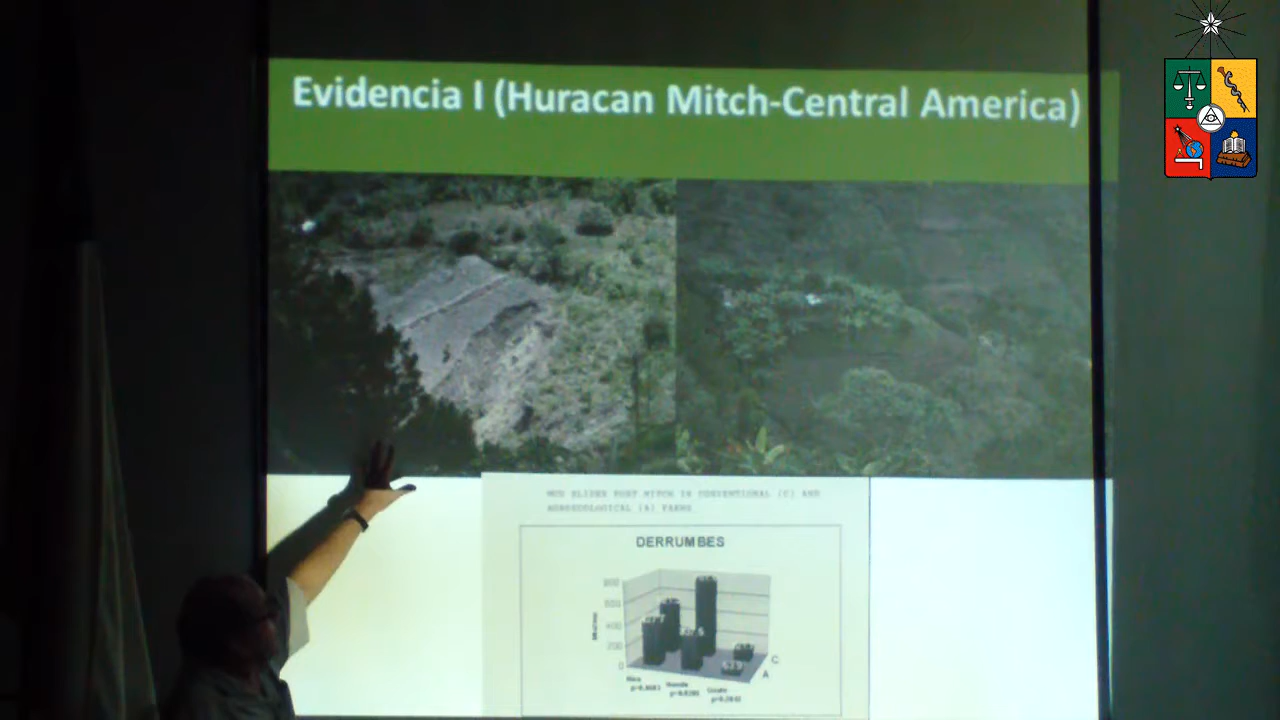 Evidencia I (Huracan Mitch-Central America)
MUD SLIDES POST MITCH IN CONVENTIONAL (C) AND
AGROECOLOGICAL (A) FARMS
DERRUMBES
800
600
400
200
0
C
A